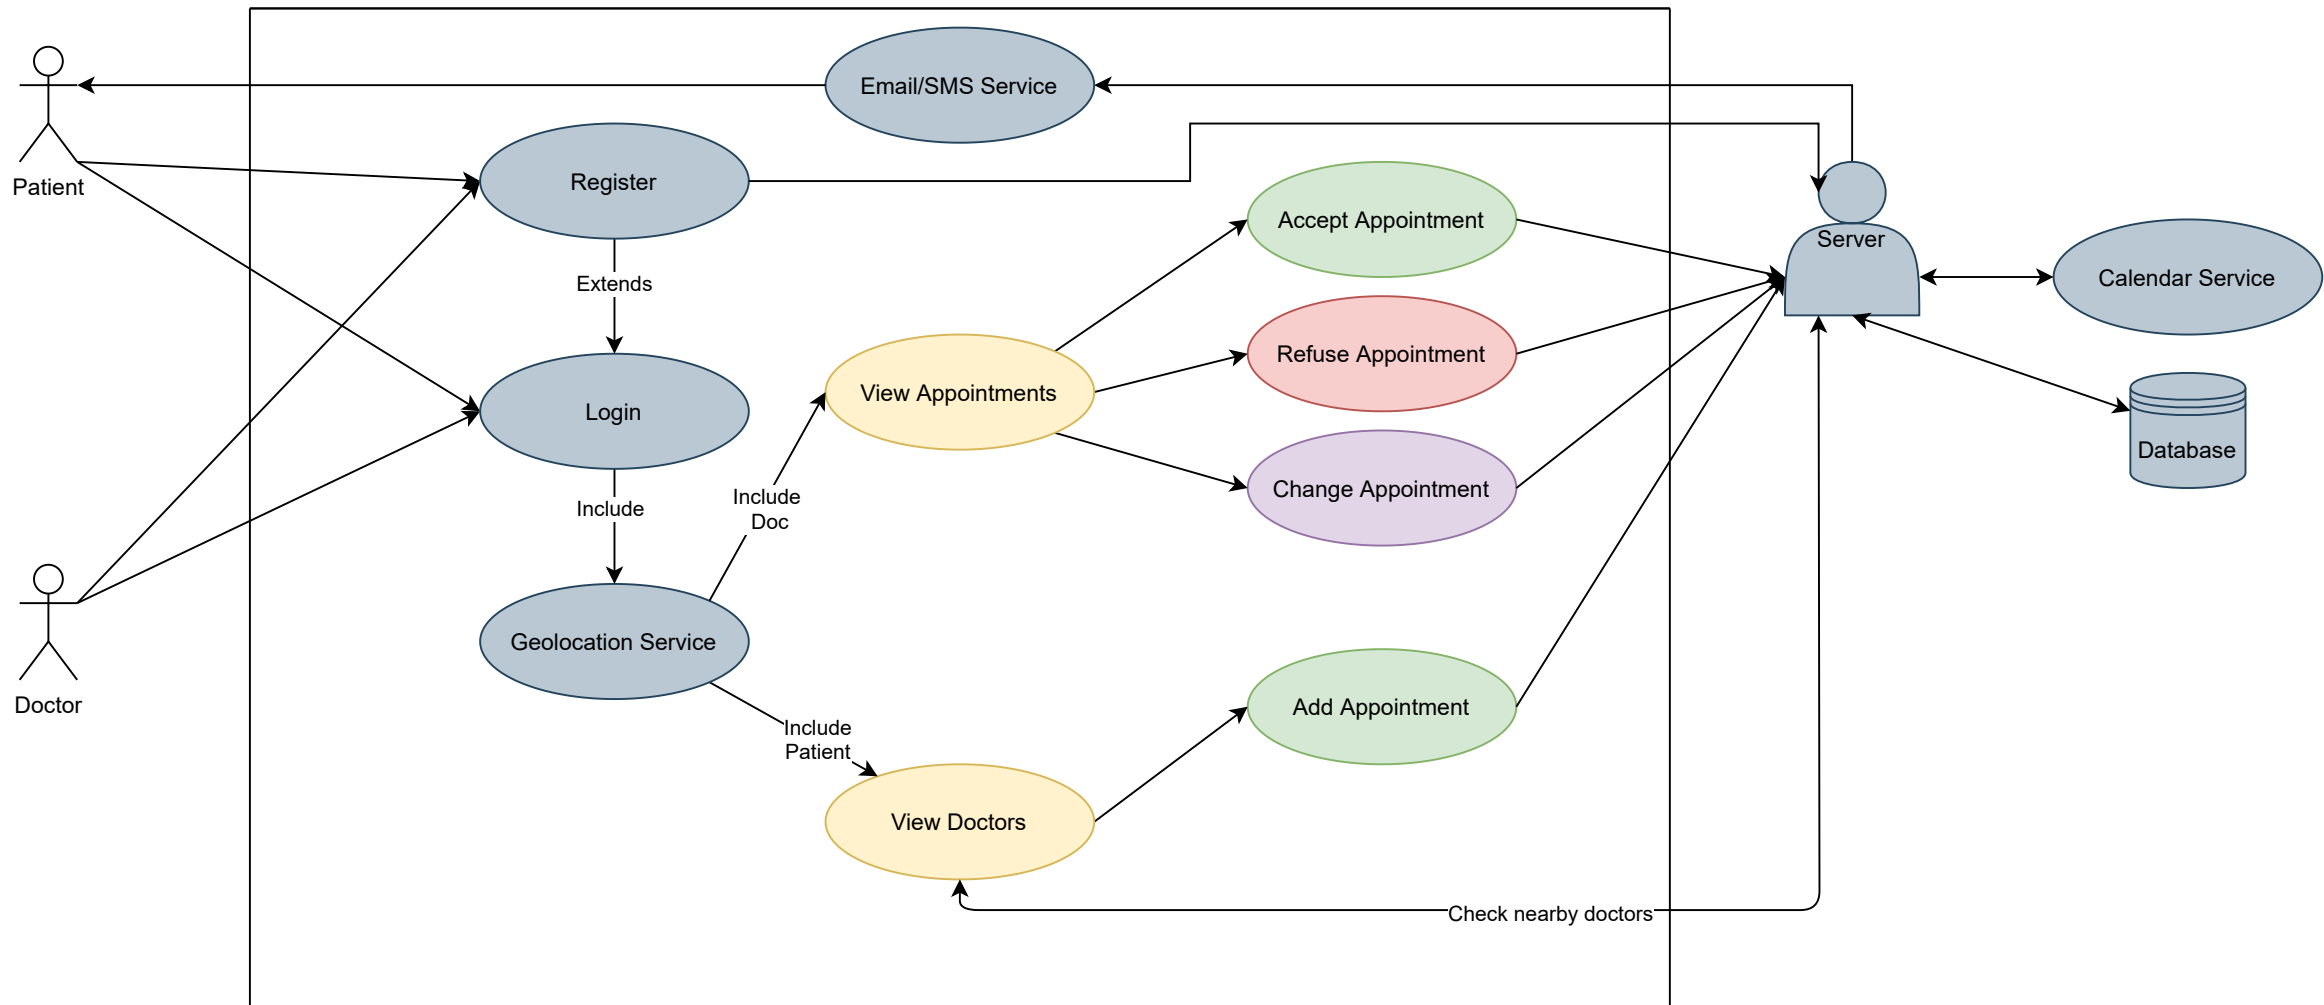 Email/SMS Service
Patient
Register
Accept Appointment
Server
Calendar Service
Extends
Refuse Appointment
View Appointments
Login
Database
Change Appointment
Include
Doc
Include
Geolocation Service
Doctor
Add Appointment
Include
Patient
View Doctors
Check nearby doctors